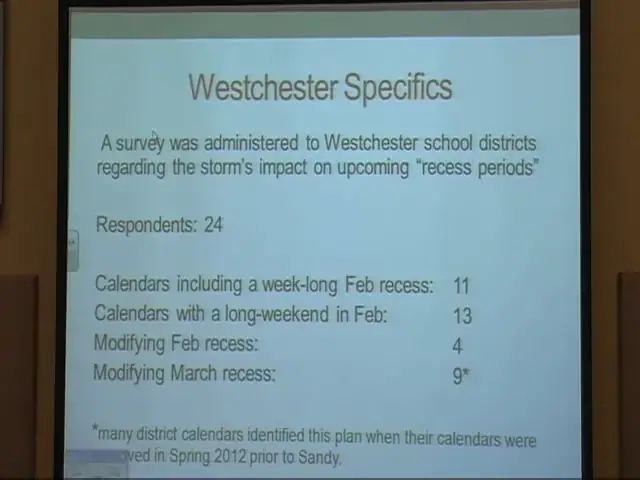 Westchester Specifics
A survey was administered to Westchester school districts
regarding the storm's impact on upcoming "recess periods"
Respondents: 24
Calendars including a week-long Feb recess: 11
Calendars with a long-weekend in Feb: 13
Modifying Feb recess: 4
Modifying March recess: 9*
*many district calendars identified this plan when their calendars were
ved in Spring 2012 prior to Sandy.